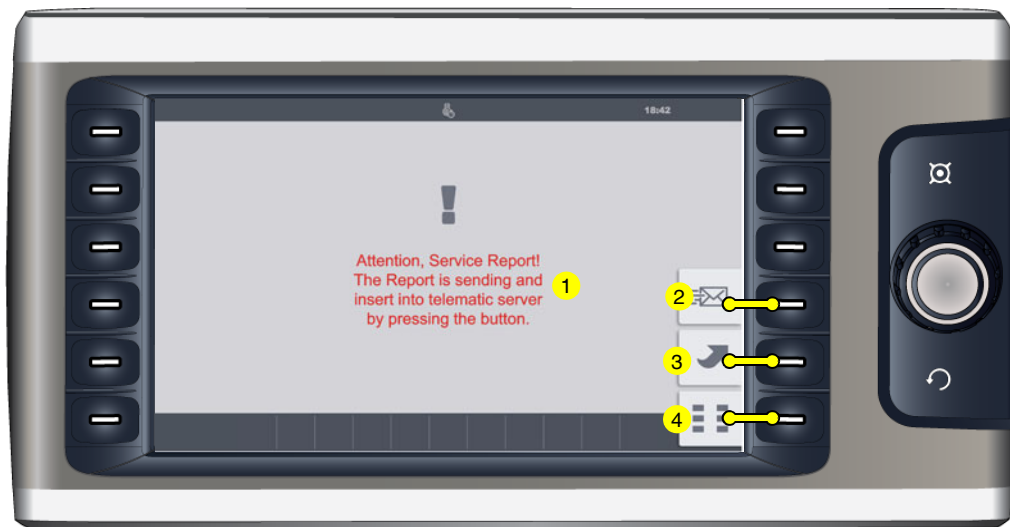 18:42
Attention, Service Report!
The Report is sending and
insert into telematic server
by pressing the button.
1
2
3
4